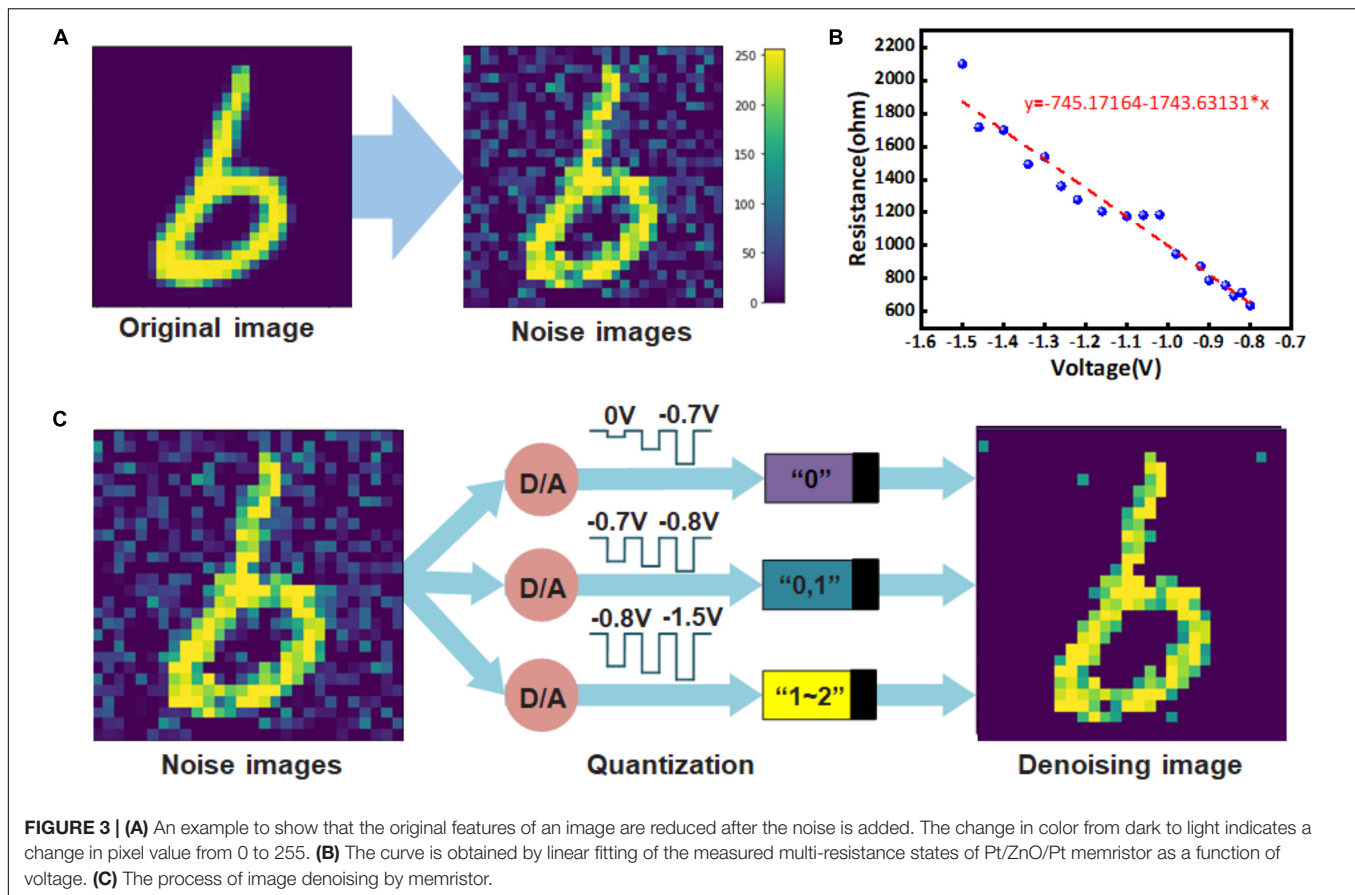 A
Original image
Noise images
250
200
150
100
50
0
B
2200
2000
1800
1600
1400
1200
1000
800
600
Resistance(ohm)
y=-745.17164-1743.63131*x
-1.6 -1.5 -1.4 -1.3 -1.2 -1.1 -1.0 -0.9 -0.8 -0.7
Voltage(V)
C
0V -0.7V
D/A
“0”
-0.7V -0.8V
D/A
“0,1”
-0.8V -1.5V
D/A
“1~2”
Noise images
Quantization
Denoising image
FIGURE 3 | (A) An example to show that the original features of an image are reduced after the noise is added. The change in color from dark to light indicates a
change in pixel value from 0 to 255. (B) The curve is obtained by linear fitting of the measured multi-resistance states of Pt/ZnO/Pt memristor as a function of
voltage. (C) The process of image denoising by memristor.